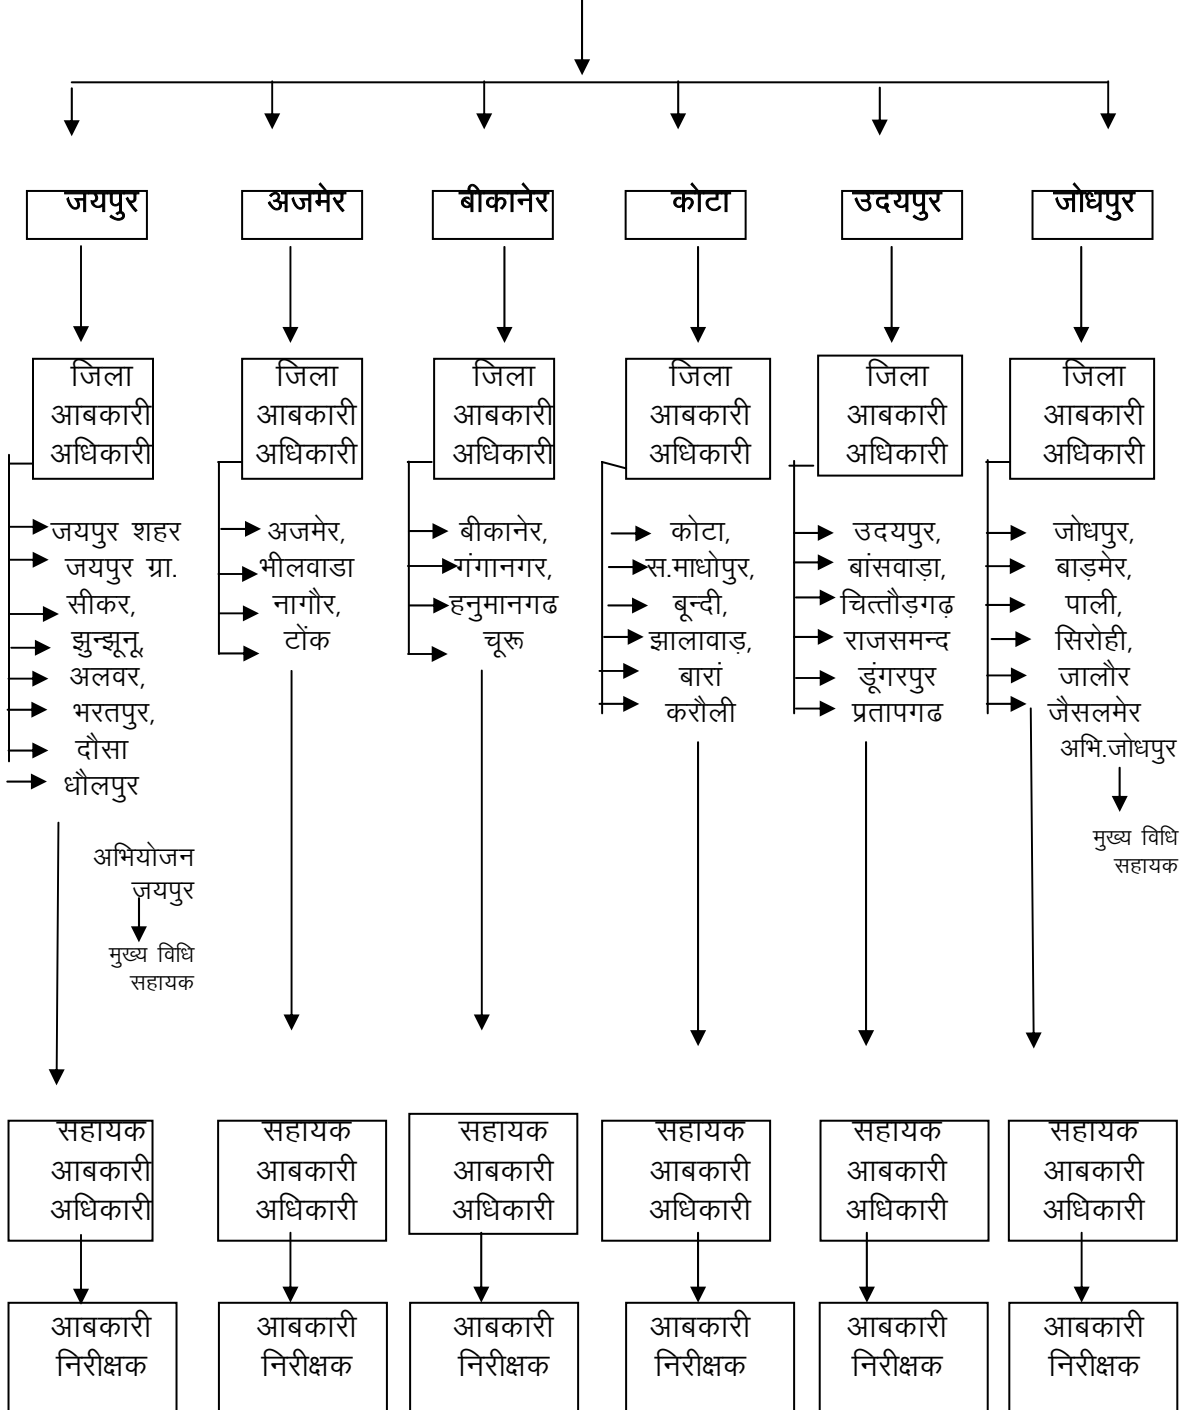 जयपुर अजमेर बीकानेर कोटा उदयपुर जोधपुर
जिला जिला जिला जिला जिला जिला
आबकारी आबकारी आबकारी आबकारी आबकारी आबकारी
अधिकारी अधिकारी अधिकारी अधिकारी अधिकारी अधिकारी
जयपुर शहर अजमेर, बीकानेर, कोटा, उदयपुर, जोधपुर,
जयपुर ग्रा. भीलवाडा गंगानगर, स.माधोपुर, बांसवाड़ा, बाड़मेर,
सीकर, नागौर, हनुमानगढ बून्दी, चित्तौड़गढ़ पाली,
झुन्झूनू, टोंक चूरू झालावाड़, राजसमन्द सिरोही,
अलवर, बारां डूंगरपुर जालौर
भरतपुर, करौली प्रतापगढ जैसलमेर
दौसा अभि.जोधपुर
धौलपुर
मुख्य विधि
सहायक
अभियोजन
जयपुर
मुख्य विधि
सहायक
सहायक सहायक सहायक सहायक सहायक सहायक
आबकारी आबकारी आबकारी आबकारी आबकारी आबकारी
अधिकारी अधिकारी अधिकारी अधिकारी अधिकारी अधिकारी
आबकारी आबकारी आबकारी आबकारी आबकारी आबकारी
निरीक्षक निरीक्षक निरीक्षक निरीक्षक निरीक्षक निरीक्षक